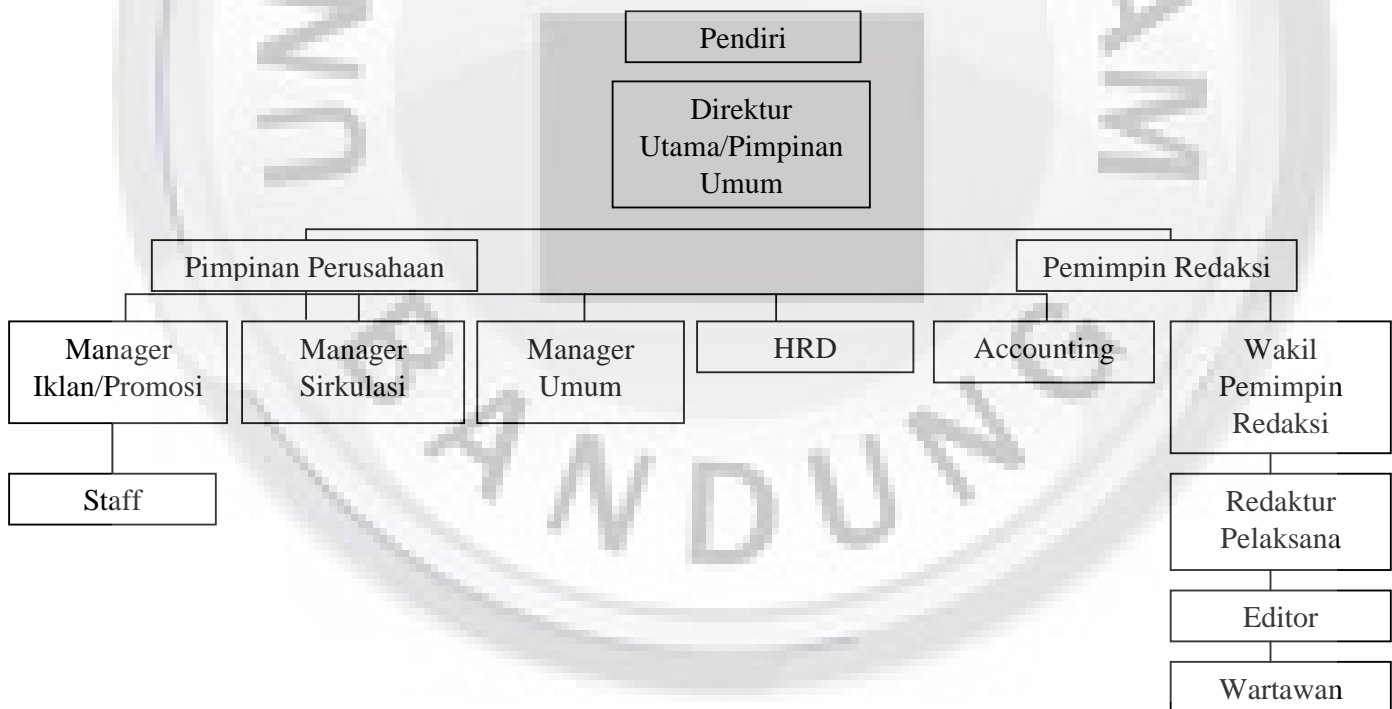 Pendiri
Direktur
Utama/Pimpinan
Umum
Pimpinan Perusahaan
Pemimpin Redaksi
Manager
Iklan/Promosi
Manager
Sirkulasi
Manager
Umum
HRD
Accounting
Wakil
Pemimpin
Redaksi
Staff
Redaktur
Pelaksana
Editor
Wartawan
BANDUNG